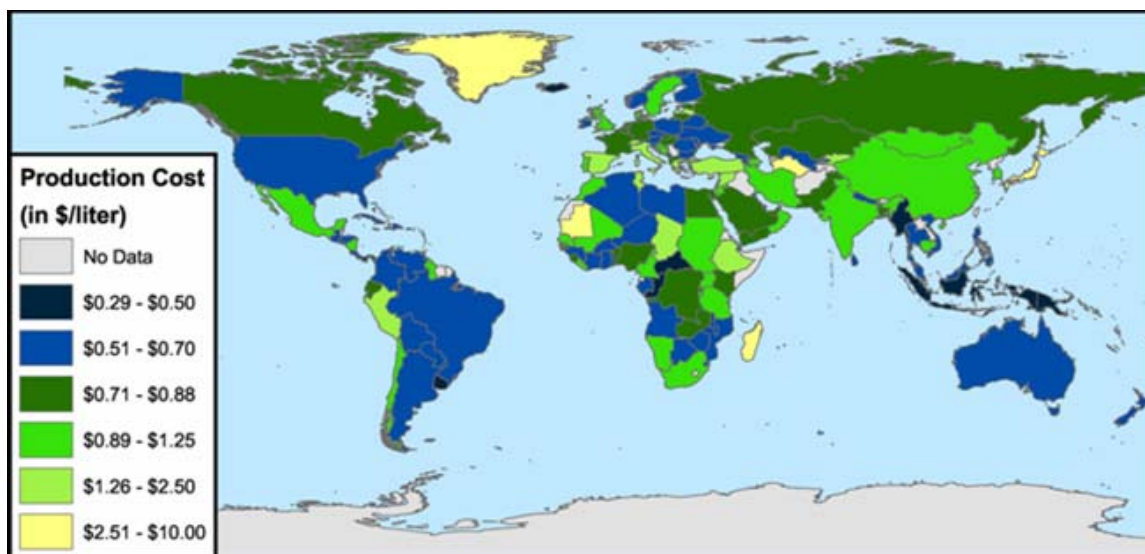 Production Cost
(in $/liter)
No Data
$0.29 - $0.50
$0.51 - $0.70
$0.71 - $0.88
$0.89 - $1.25
$1.26 - $2.50
$2.51 - $10.00